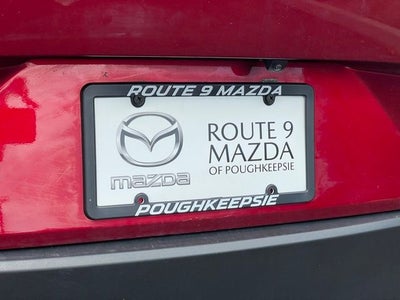 ROUTE 9 MAZDA
ROUTE 9
MAZDA
OF POUGHKEEPSIE
mazda
POUGHKEEPSIE